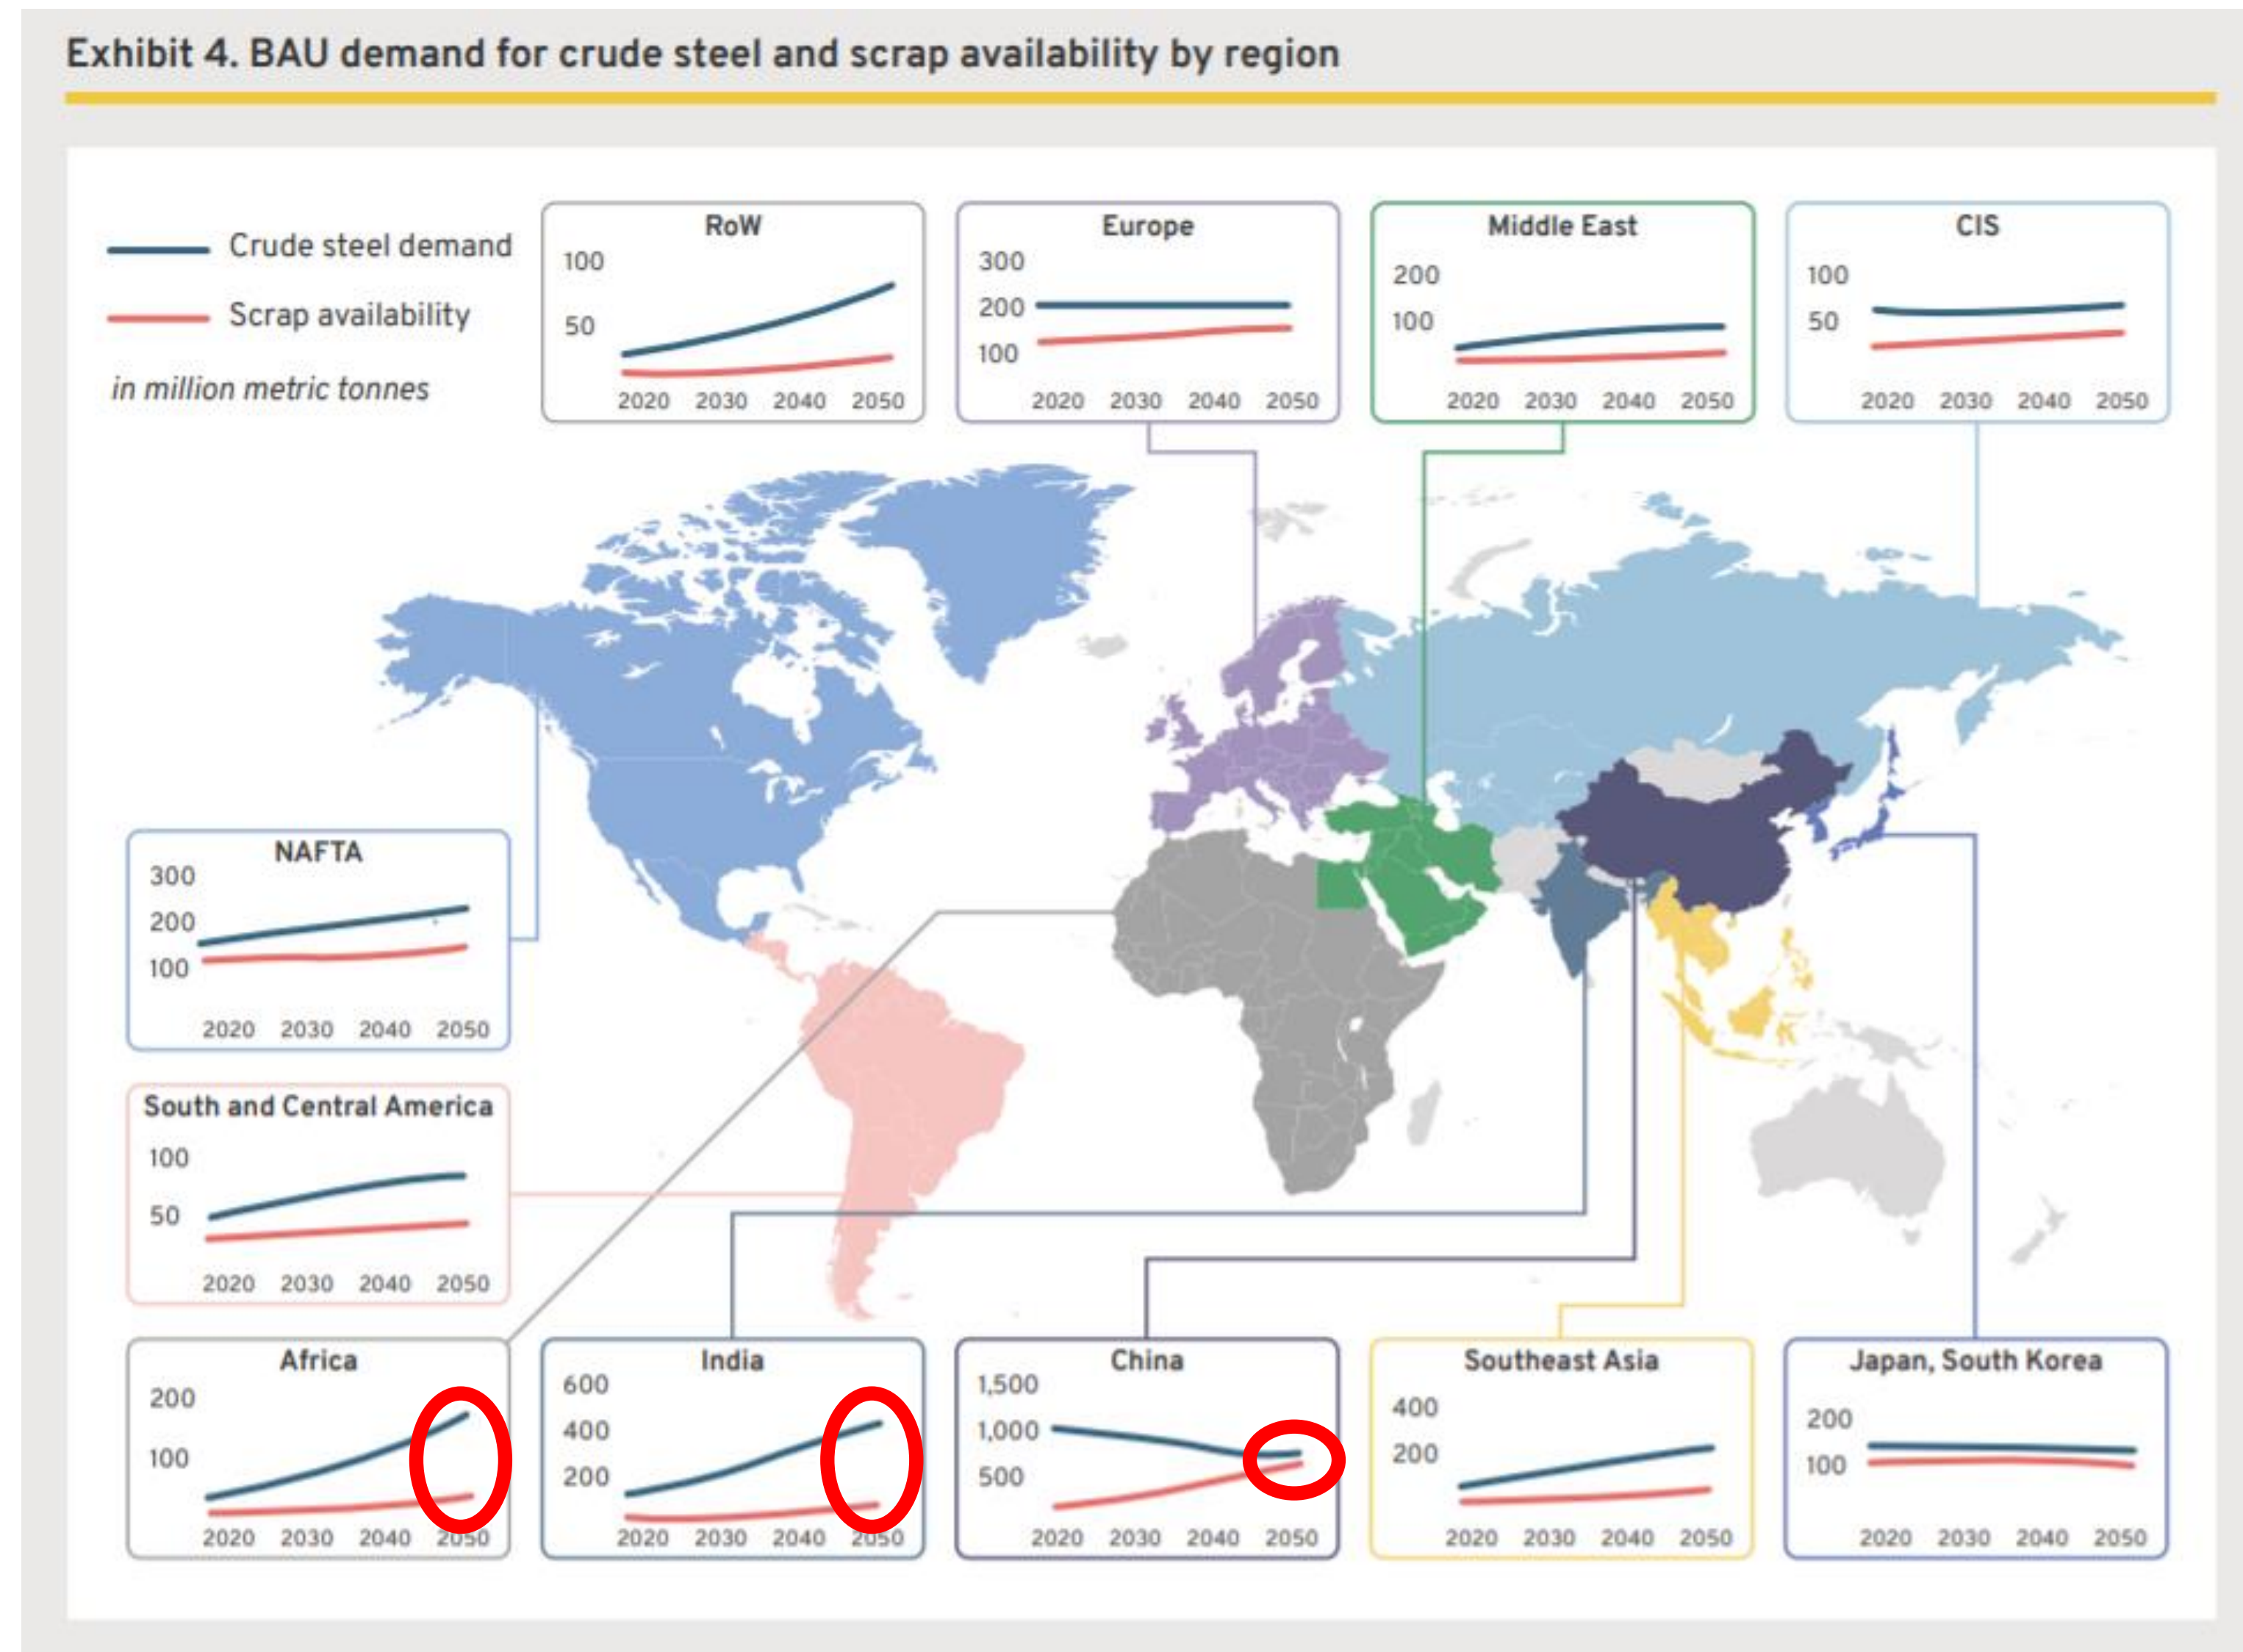 Exhibit 4. BAU demand for crude steel and scrap availability by region
Crude steel demand
Scrap availability
in million metric tonnes
RoW
100
50
2020 2030 2040 2050
Europe
300
200
100
2020 2030 2040 2050
Middle East
200
100
2020 2030 2040 2050
CIS
100
50
2020 2030 2040 2050
NAFTA
300
200
100
2020 2030 2040 2050
South and Central America
100
50
2020 2030 2040 2050
Africa
200
100
2020 2030 2040 2050
India
600
400
200
2020 2030 2040 2050
China
1,500
1,000
500
2020 2030 2040 2050
Southeast Asia
400
200
2020 2030 2040 2050
Japan, South Korea
200
100
2020 2030 2040 2050